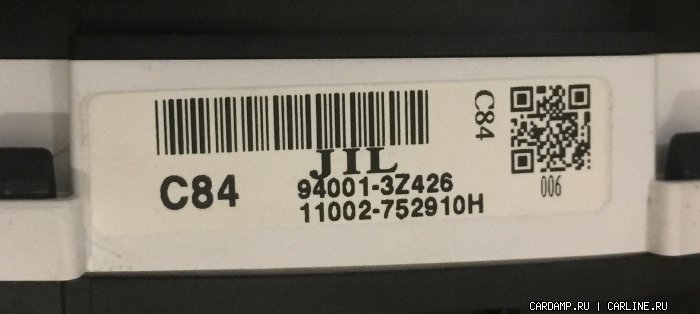 JIL
C84
94001-3Z426
11002-752910H
C84
006
CARDAMP.RU | CARLINE.RU